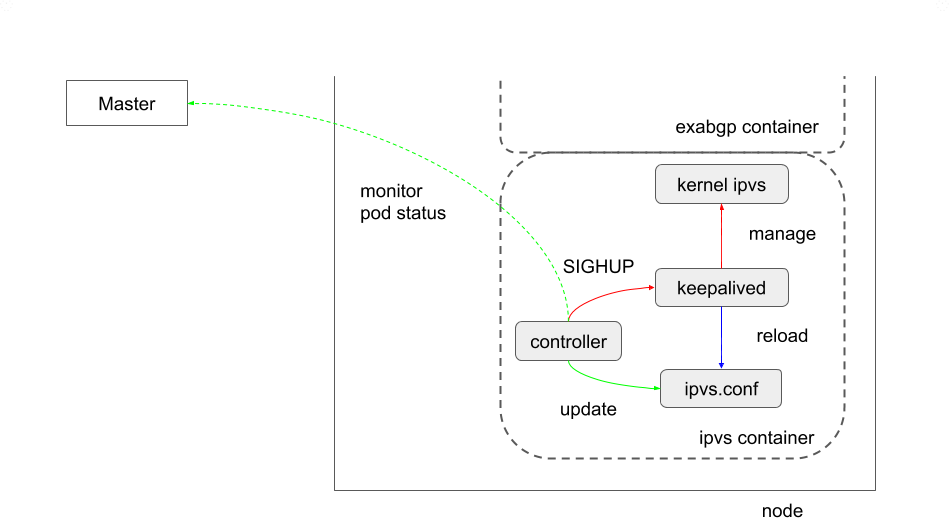 Master
exabgp container
kernel ipvs
monitor
pod status
manage
SIGHUP
keepalived
controller
reload
ipvs.conf
update
ipvs container
node